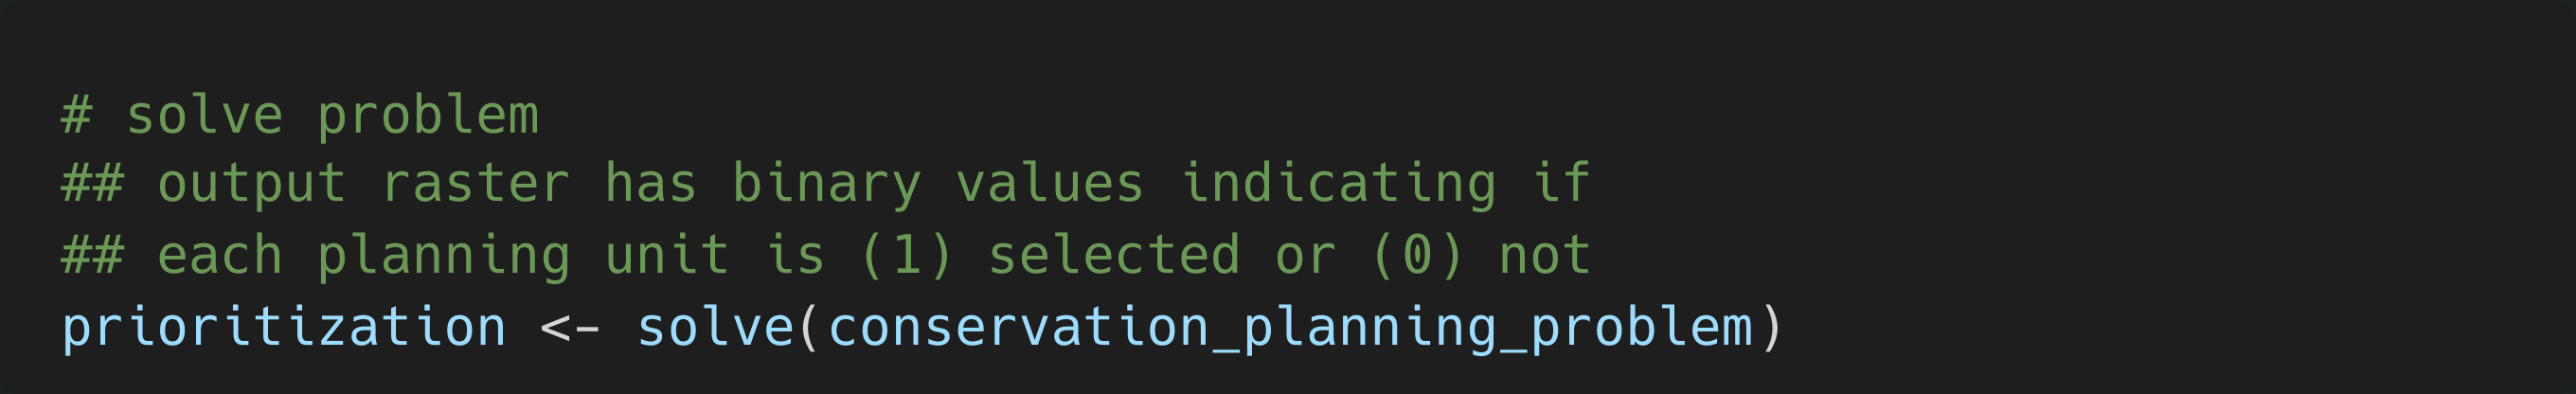 # solve problem
## output raster has binary values indicating if
## each planning unit is (1) selected or (0) not
prioritization <- solve(conservation_planning_problem)